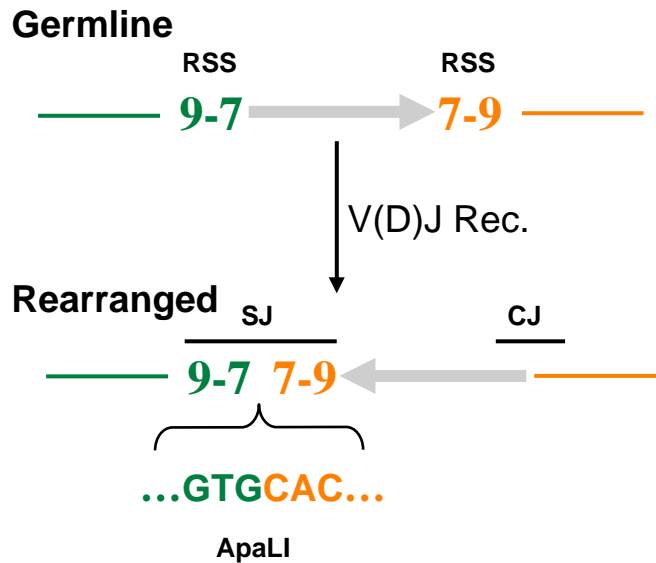 Germline
RSS RSS
9-7 7-9
V(D)J Rec.
Rearranged
SJ CJ
9-7 7-9
...GTGCAC...
ApaLI